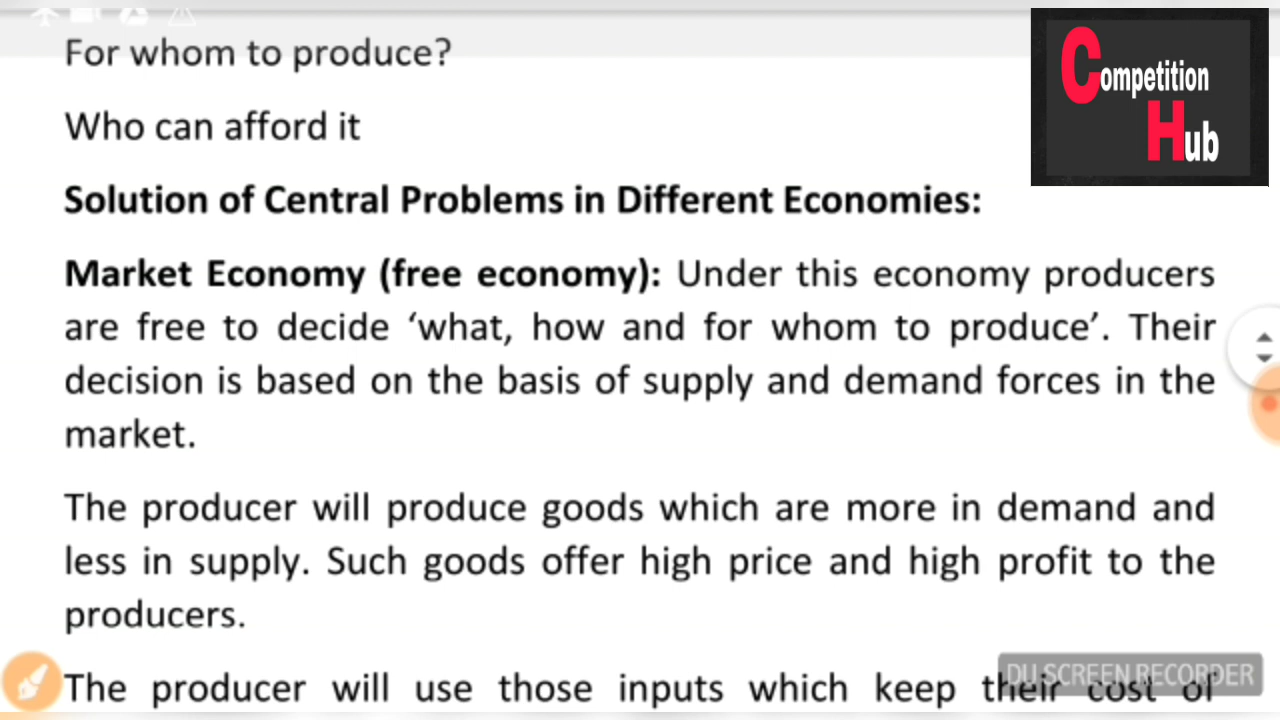 For whom to produce?
Competition
Hub
Who can afford it
Solution of Central Problems in Different Economies:
Market Economy (free economy): Under this economy producers
are free to decide ‘what, how and for whom to produce’. Their
decision is based on the basis of supply and demand forces in the
market.
The producer will produce goods which are more in demand and
less in supply. Such goods offer high price and high profit to the
producers.
The producer will use those inputs which keep their cost of
DU SCREEN RECORDER